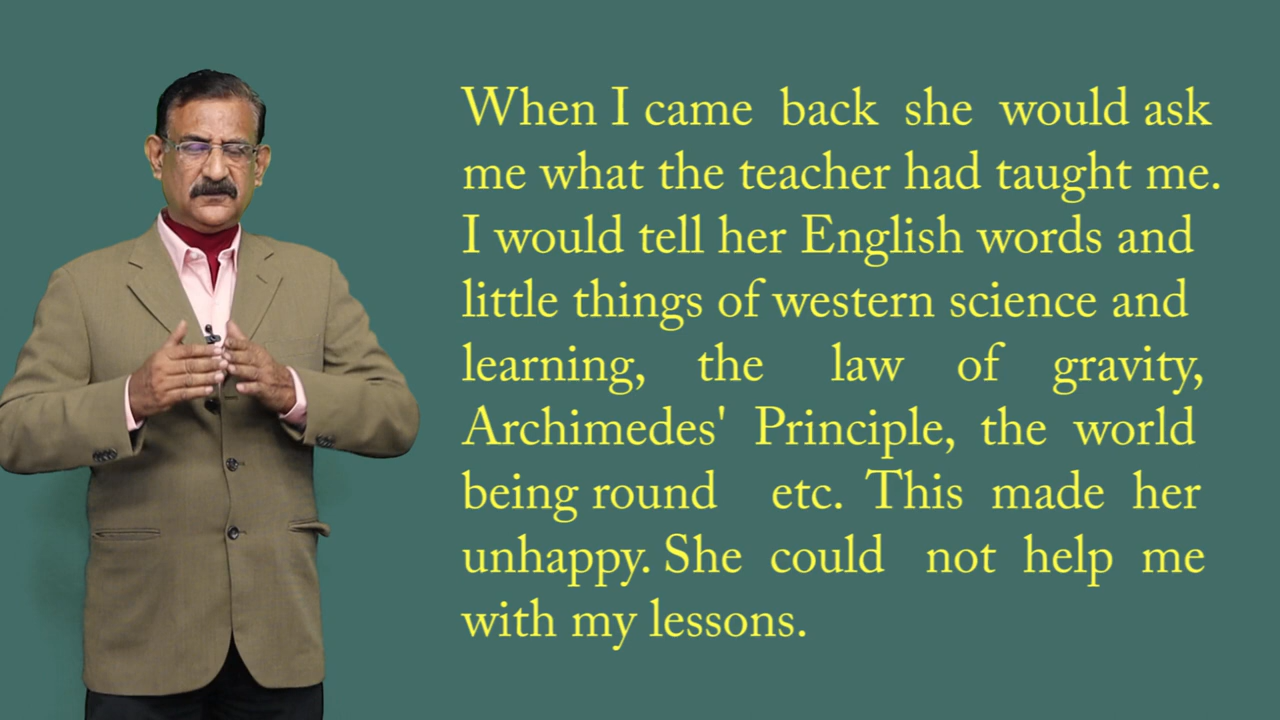 When I came back she would ask
me what the teacher had taught me.
I would tell her English words and
little things of western science and
learning, the law of gravity,
Archimedes' Principle, the world
being round etc. This made her
unhappy. She could not help me
with my lessons.